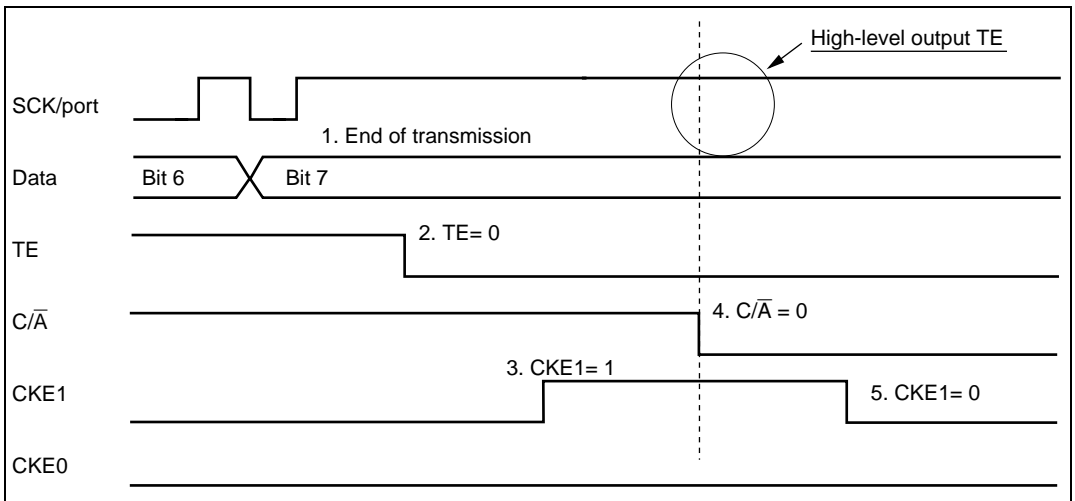 High-level output TE
SCK/port
1. End of transmission
Data
Bit 6
Bit 7
TE
2. TE= 0
C/A̅
4. C/A̅ = 0
3. CKE1= 1
CKE1
5. CKE1= 0
CKE0